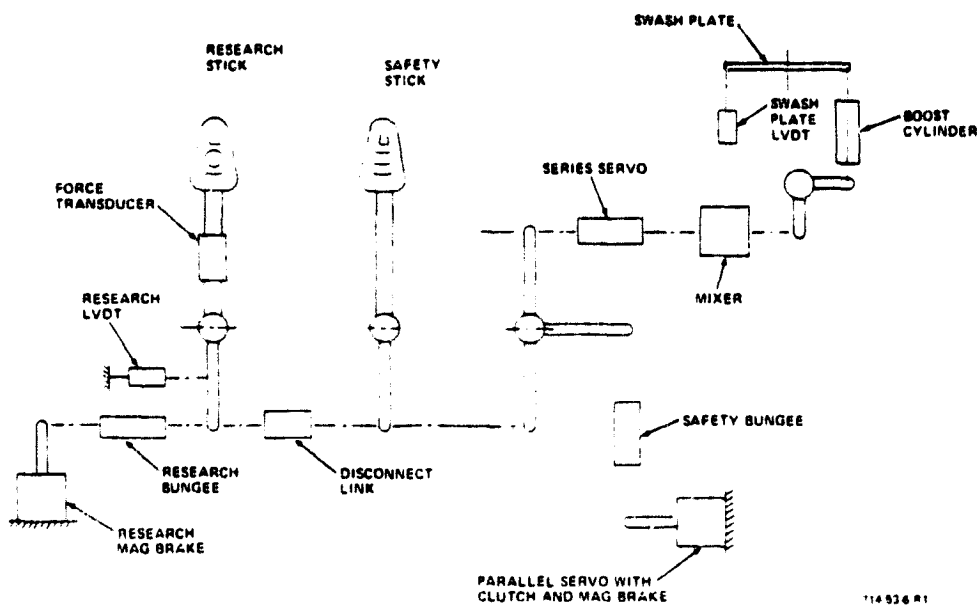 SWASH PLATE
RESEARCH
STICK
SAFETY
STICK
SWASH
PLATE
LVDT
BOOST
CYLINDER
FORCE
TRANSDUCER
SERIES SERVO
RESEARCH
LVDT
MIXER
SAFETY BUNGEE
RESEARCH
BUNGEE
DISCONNECT
LINK
RESEARCH
MAG BRAKE
PARALLEL SERVO WITH
CLUTCH AND MAG BRAKE